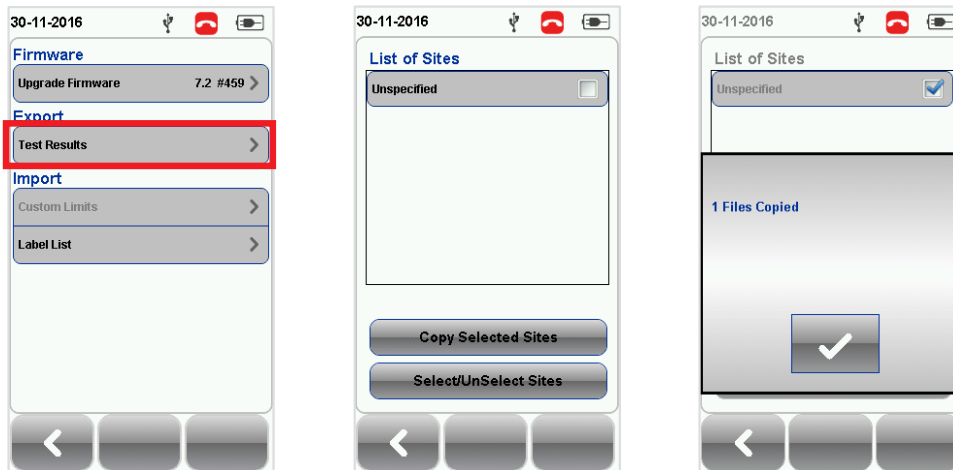 30-11-2016
Firmware
Upgrade Firmware 7.2 #459
Export
Test Results
Import
Custom Limits
Label List
30-11-2016
List of Sites
Unspecified
Copy Selected Sites
Select/UnSelect Sites
30-11-2016
List of Sites
Unspecified
1 Files Copied